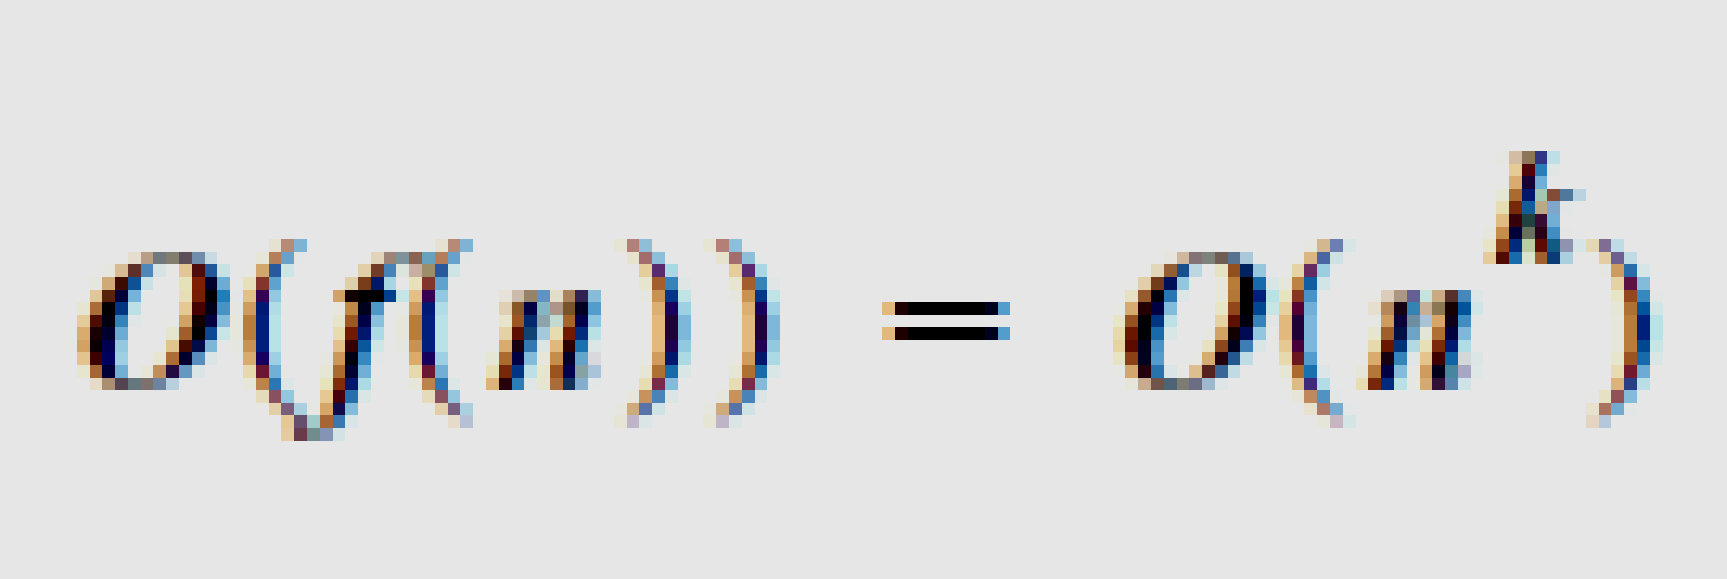 O(f(n)) = O(n^k)